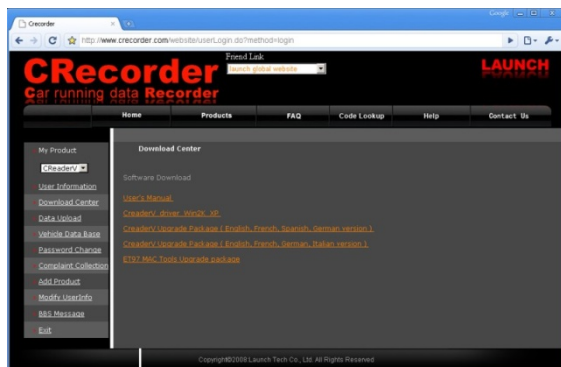 Google
Crecorder
http://www.crecorder.com/website/userLogin.do?method=login
CRecorder
Car running data Recorder
Friend Link
launch global website
LAUNCH
Home Products FAQ Code Lookup Help Contact Us
My Product
CReaderV
User Information
Download Center
Data Upload
Vehicle Data Base
Password Change
Complaint Collection
Add Product
Modify UserInfo
BBS Message
Exit
Download Center
Software Download
User's Manual
CreaderV driver Win2K XP
CreaderV Upgrade Package ( English, French, Spanish, German version )
CreaderV Upgrade Package ( English, French, German, Italian version )
ET97 MAC Tools Upgrade package
Copyright©2008 Launch Tech Co., Ltd. All Rights Reserved